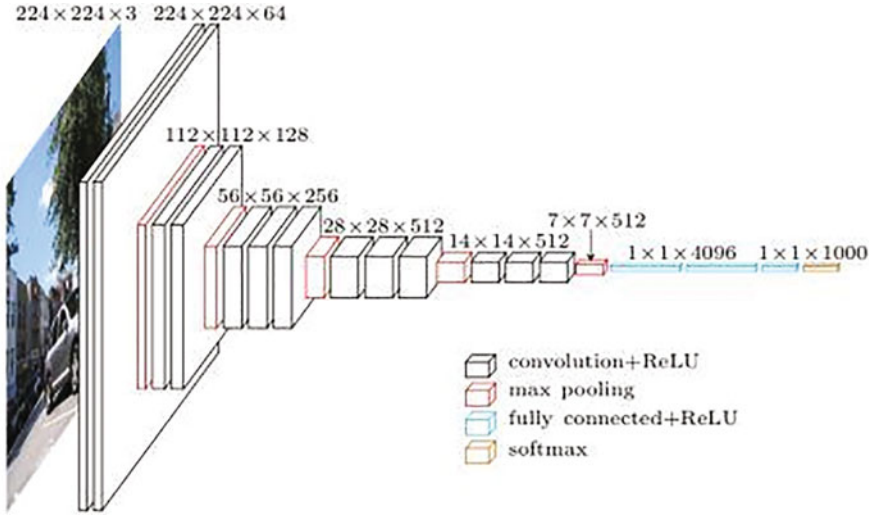 224×224×3
224×224×64
112×112×128
56×56×256
28×28×512
14×14×512
7×7×512
1×1×4096
1×1×1000
convolution+ReLU
max pooling
fully connected+ReLU
softmax